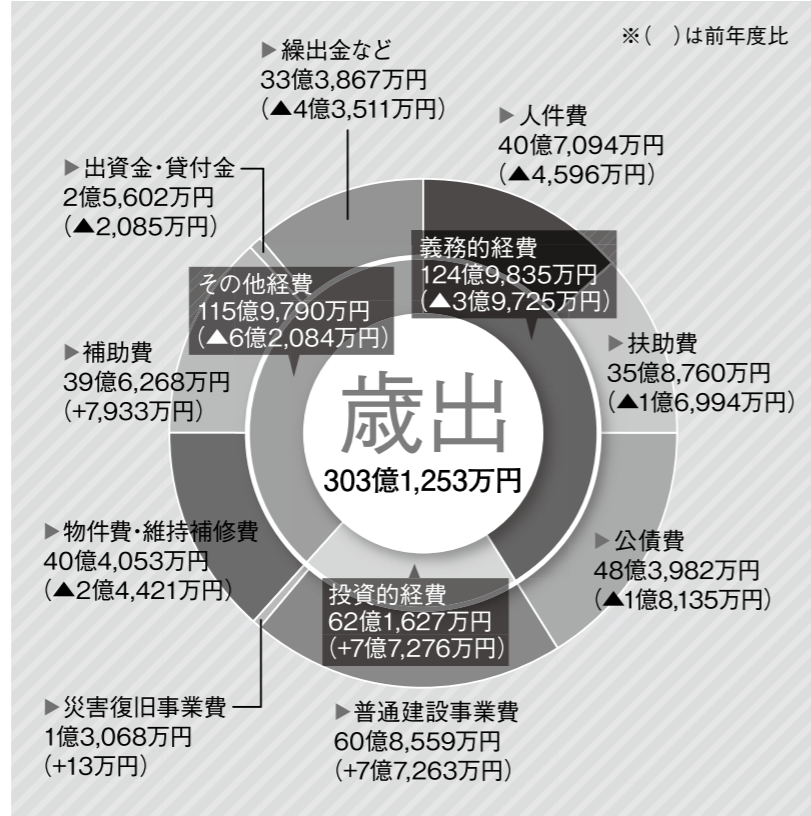 ※(　)は前年度比
▶繰出金など
33億3,867万円
(▲4億3,511万円)
▶人件費
40億7,094万円
(▲4,596万円)
▶出資金・貸付金
2億5,602万円
(▲2,085万円)
義務的経費
124億9,835万円
(▲3億9,725万円)
その他経費
115億9,790万円
(▲6億2,084万円)
▶補助費
39億6,268万円
(+7,933万円)
▶扶助費
35億8,760万円
(▲1億6,994万円)
歳出
303億1,253万円
▶物件費・維持補修費
40億4,053万円
(▲2億4,421万円)
▶公債費
48億3,982万円
(▲1億8,135万円)
投資的経費
62億1,627万円
(+7億7,276万円)
▶災害復旧事業費
1億3,068万円
(+13万円)
▶普通建設事業費
60億8,559万円
(+7億7,263万円)